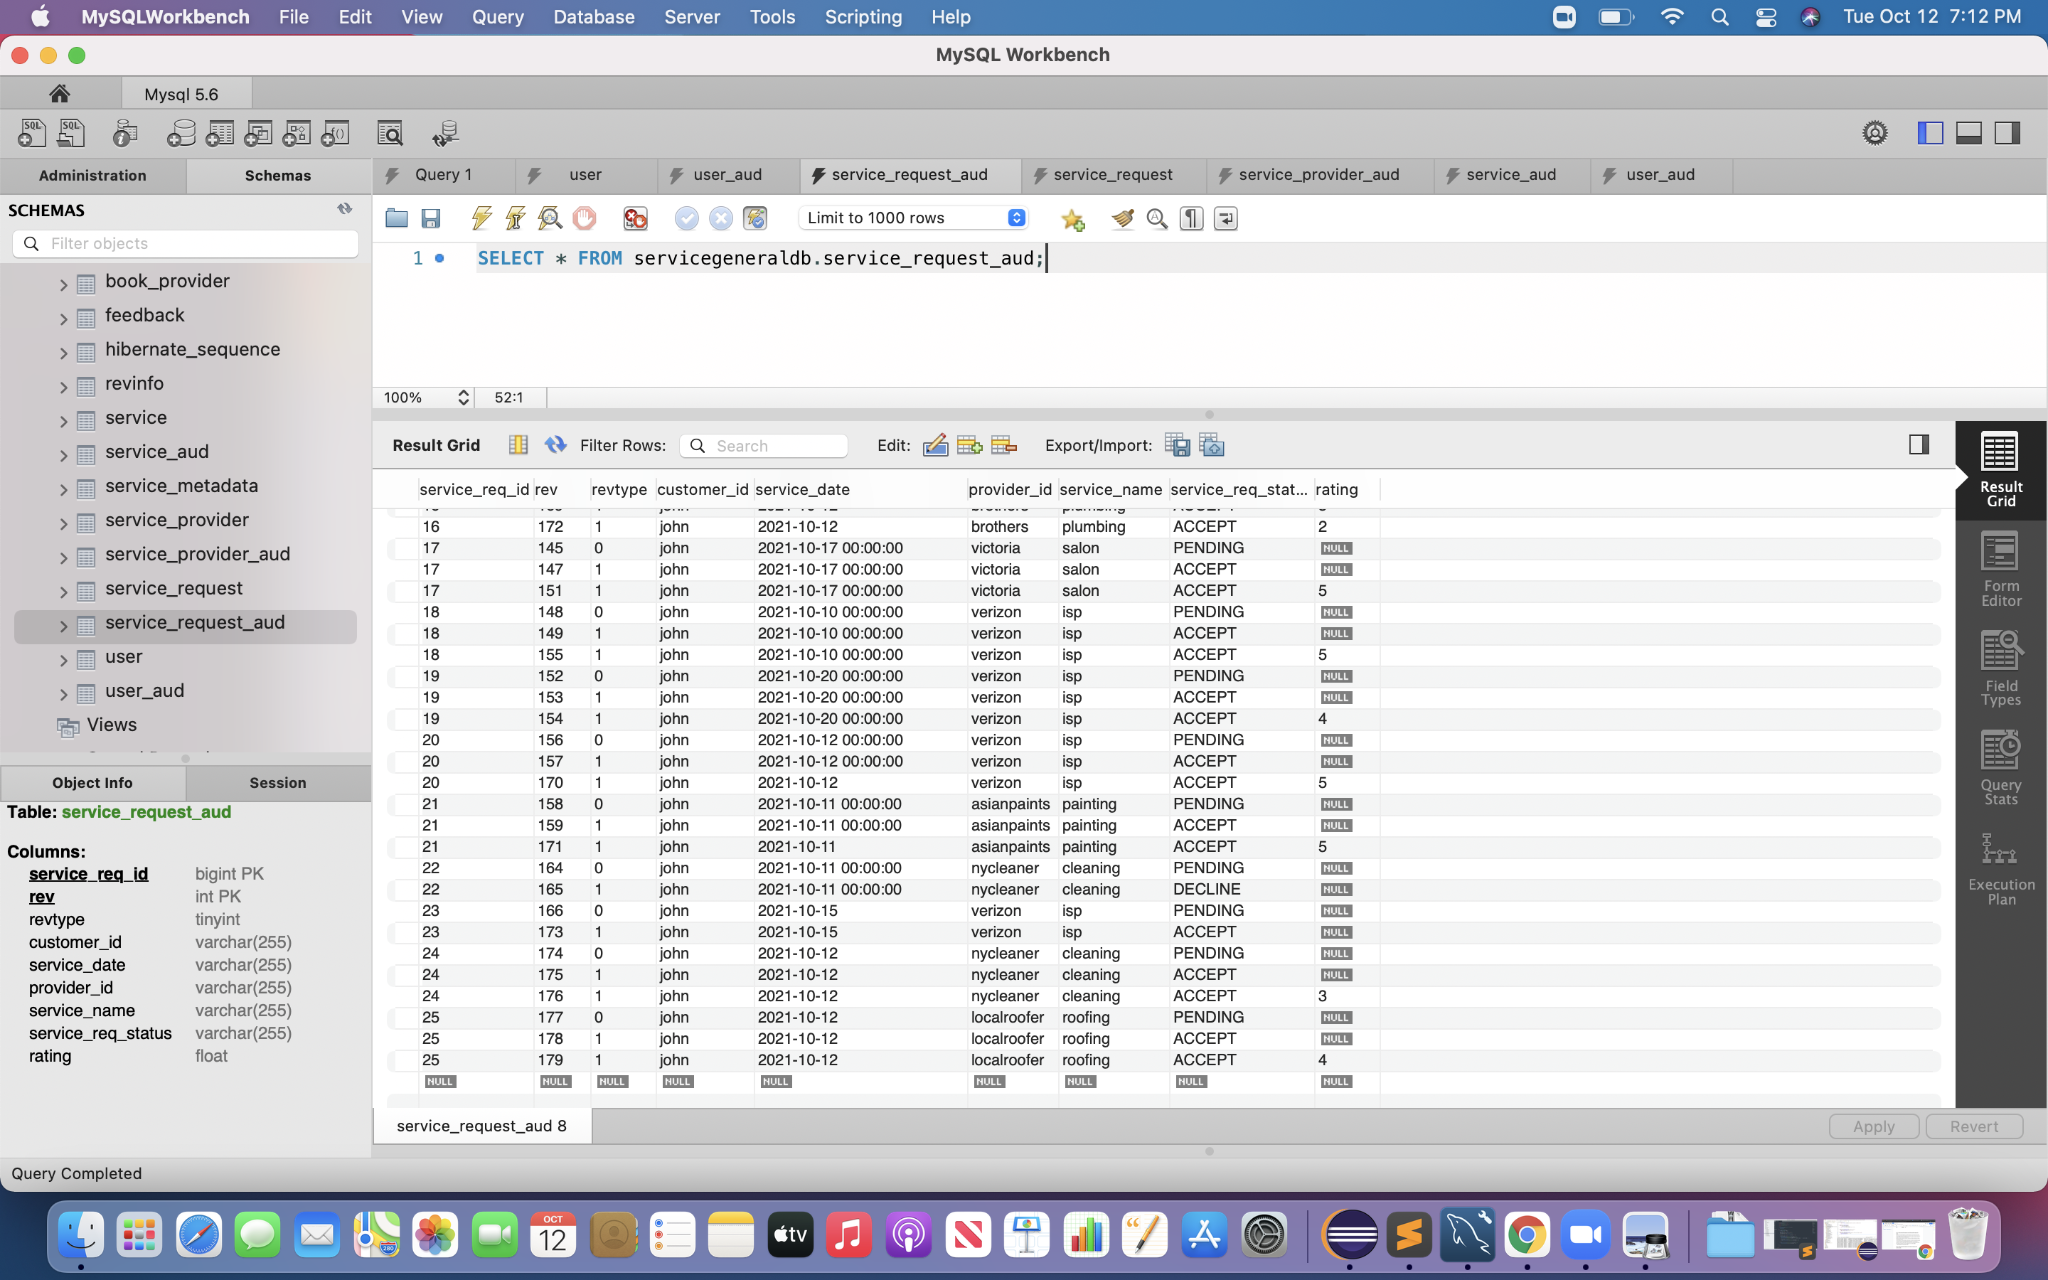 MySQLWorkbench File Edit View Query Database Server Tools Scripting Help Tue Oct 12 7:12 PM
MySQL Workbench
Mysql 5.6
Administration Schemas
Query 1 user user_aud service_request_aud service_request service_provider_aud service_aud user_aud
SCHEMAS
Filter objects
Limit to 1000 rows
1 SELECT * FROM servicegeneraldb.service_request_aud;
book_provider
feedback
hibernate_sequence
revinfo
service
service_aud
service_metadata
service_provider
service_provider_aud
service_request
service_request_aud
user
user_aud
Views
100% 52:1
Result Grid Filter Rows: Search Edit: Export/Import:
service_req_id rev revtype customer_id service_date provider_id service_name service_req_stat... rating
16 172 1 john 2021-10-12 brothers plumbing ACCEPT 2
17 145 0 john 2021-10-17 00:00:00 victoria salon PENDING NULL
17 147 1 john 2021-10-17 00:00:00 victoria salon ACCEPT NULL
17 151 1 john 2021-10-17 00:00:00 victoria salon ACCEPT 5
18 148 0 john 2021-10-10 00:00:00 verizon isp PENDING NULL
18 149 1 john 2021-10-10 00:00:00 verizon isp ACCEPT NULL
18 155 1 john 2021-10-10 00:00:00 verizon isp ACCEPT 5
19 152 0 john 2021-10-20 00:00:00 verizon isp PENDING NULL
19 153 1 john 2021-10-20 00:00:00 verizon isp ACCEPT NULL
19 154 1 john 2021-10-20 00:00:00 verizon isp ACCEPT 4
20 156 0 john 2021-10-12 00:00:00 verizon isp PENDING NULL
20 157 1 john 2021-10-12 00:00:00 verizon isp ACCEPT NULL
20 170 1 john 2021-10-12 verizon isp ACCEPT 5
21 158 0 john 2021-10-11 00:00:00 asianpaints painting PENDING NULL
21 159 1 john 2021-10-11 00:00:00 asianpaints painting ACCEPT NULL
21 171 1 john 2021-10-11 asianpaints painting ACCEPT 5
22 164 0 john 2021-10-11 00:00:00 nycleaner cleaning PENDING NULL
22 165 1 john 2021-10-11 00:00:00 nycleaner cleaning DECLINE NULL
23 166 0 john 2021-10-15 verizon isp PENDING NULL
23 173 1 john 2021-10-15 verizon isp ACCEPT NULL
24 174 0 john 2021-10-12 nycleaner cleaning PENDING NULL
24 175 1 john 2021-10-12 nycleaner cleaning ACCEPT NULL
24 176 1 john 2021-10-12 nycleaner cleaning ACCEPT 3
25 177 0 john 2021-10-12 localroofer roofing PENDING NULL
25 178 1 john 2021-10-12 localroofer roofing ACCEPT NULL
25 179 1 john 2021-10-12 localroofer roofing ACCEPT 4
NULL NULL NULL NULL NULL NULL NULL NULL NULL
Result Grid
Form Editor
Field Types
Query Stats
Execution Plan
Object Info Session
Table: service_request_aud
Columns:
service_req_id bigint PK
rev int PK
revtype tinyint
customer_id varchar(255)
service_date varchar(255)
provider_id varchar(255)
service_name varchar(255)
service_req_status varchar(255)
rating float
service_request_aud 8 Apply Revert
Query Completed
OCT
12
tv